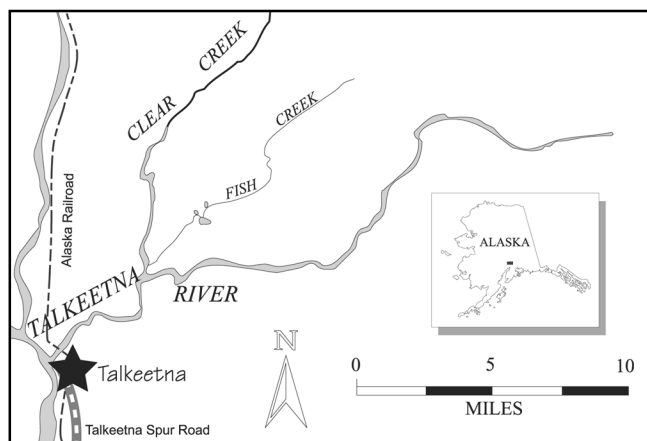 CLEAR CREEK
FISH CREEK
Alaska Railroad
TALKEETNA RIVER
ALASKA
Talkeetna
N
0 5 10
MILES
Talkeetna Spur Road